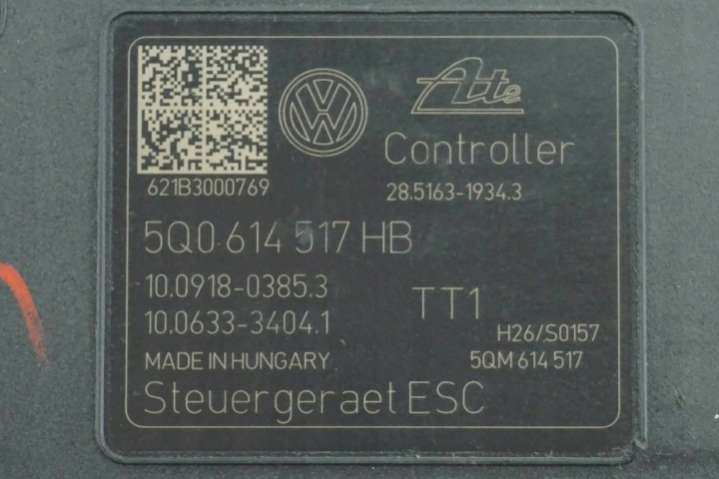 Ate
Controller
621B3000769
28.5163-1934.3
5Q0 614 517 HB
10.0918-0385.3
TT1
10.0633-3404.1
H26/S0157
MADE IN HUNGARY
5QM 614 517
Steuergeraet ESC